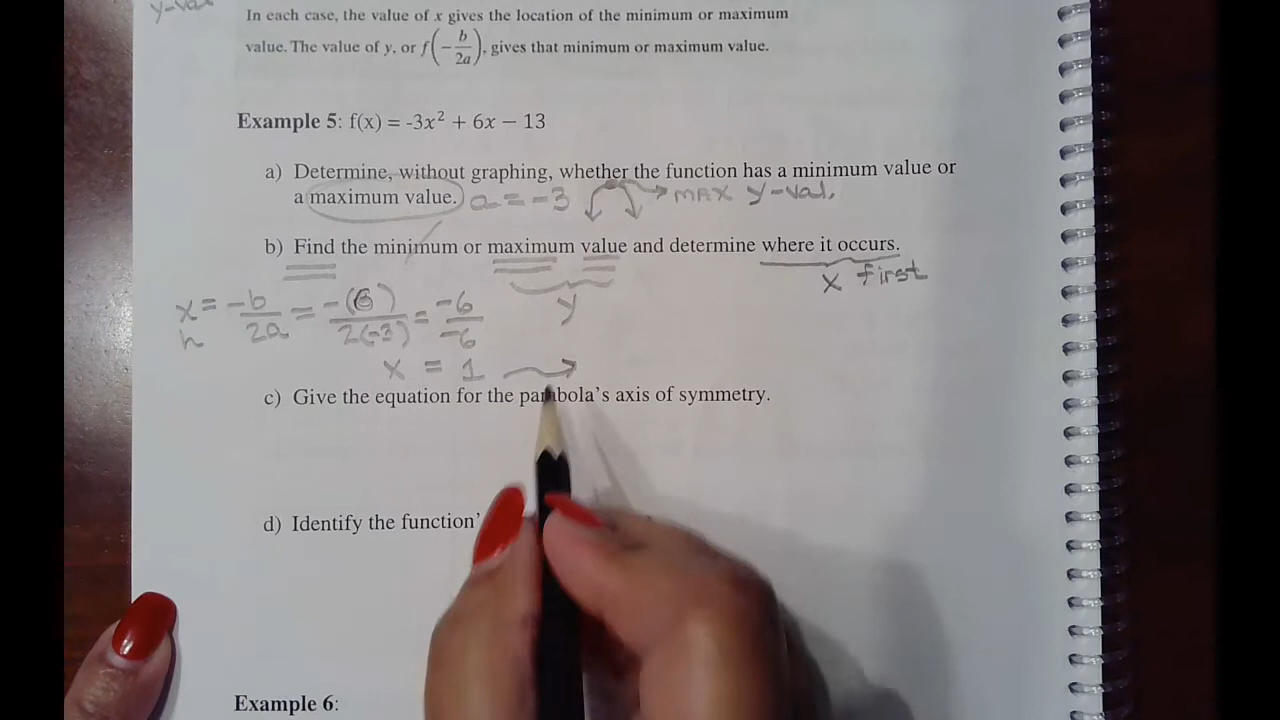 y-val
In each case, the value of x gives the location of the minimum or maximum
value. The value of y, or f(-b/2a), gives that minimum or maximum value.
Example 5: f(x) = -3x² + 6x − 13
a) Determine, without graphing, whether the function has a minimum value or
a maximum value. a = -3 → MAX y-val.
b) Find the minimum or maximum value and determine where it occurs.
x first
y
x = -b/2a = -(6)/2(-3) = -6/-6
h
x = 1 →
c) Give the equation for the parabola's axis of symmetry.
d) Identify the function'
Example 6: